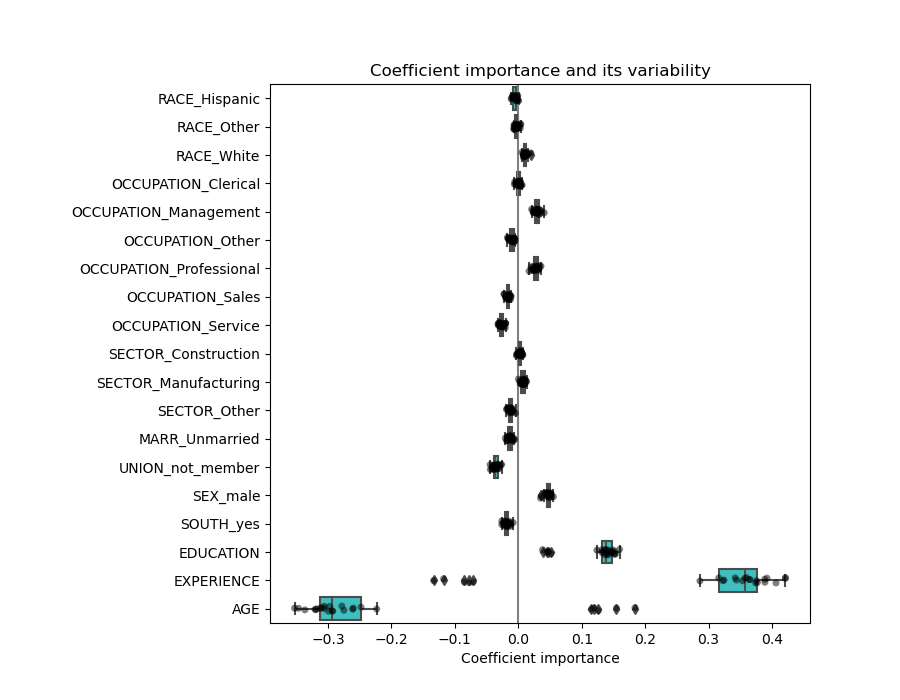 Coefficient importance and its variability
RACE_Hispanic
RACE_Other
RACE_White
OCCUPATION_Clerical
OCCUPATION_Management
OCCUPATION_Other
OCCUPATION_Professional
OCCUPATION_Sales
OCCUPATION_Service
SECTOR_Construction
SECTOR_Manufacturing
SECTOR_Other
MARR_Unmarried
UNION_not_member
SEX_male
SOUTH_yes
EDUCATION
EXPERIENCE
AGE
−0.3 −0.2 −0.1 0.0 0.1 0.2 0.3 0.4
Coefficient importance